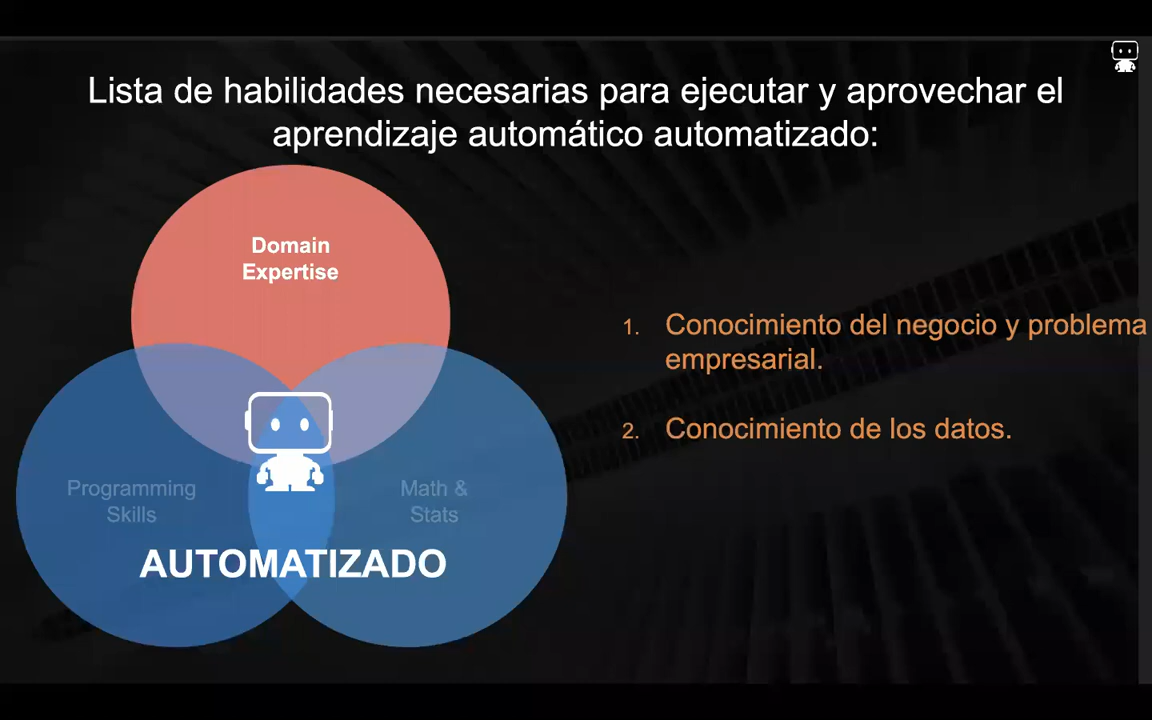 Lista de habilidades necesarias para ejecutar y aprovechar el
aprendizaje automático automatizado:
Domain
Expertise
1. Conocimiento del negocio y problema
empresarial.
2. Conocimiento de los datos.
Programming
Skills
Math &
Stats
AUTOMATIZADO